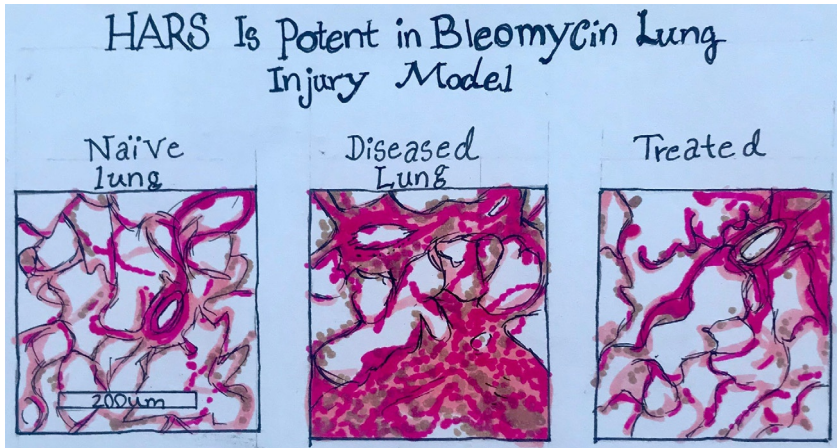 HARS Is Potent in Bleomycin Lung
Injury Model
Naïve
lung
Diseased
Lung
Treated
200um